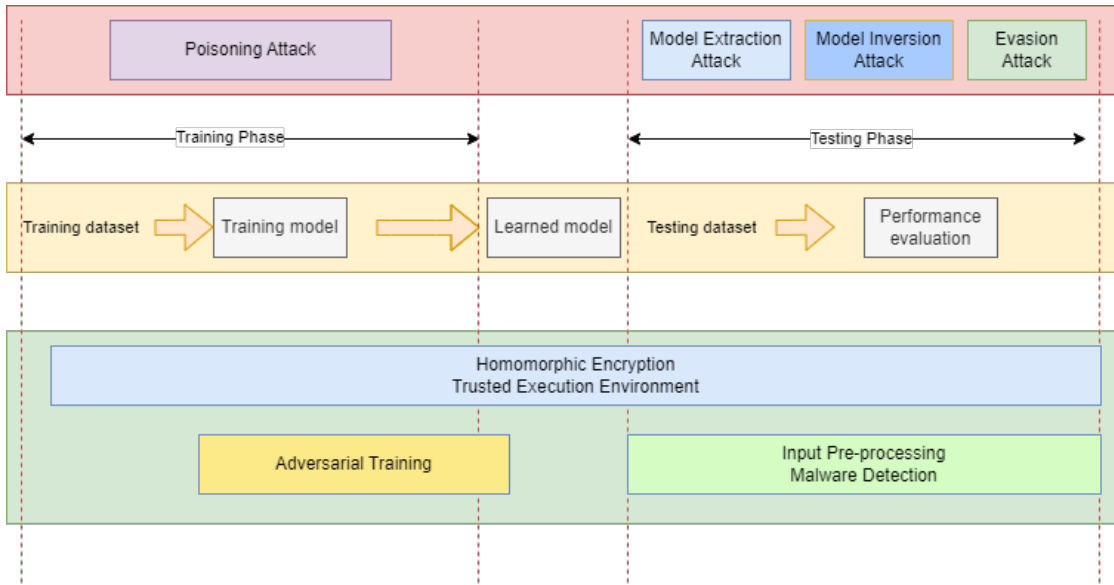 Poisoning Attack
Model Extraction
Attack
Model Inversion
Attack
Evasion
Attack
Training Phase
Testing Phase
Training dataset
Training model
Learned model
Testing dataset
Performance
evaluation
Homomorphic Encryption
Trusted Execution Environment
Adversarial Training
Input Pre-processing
Malware Detection